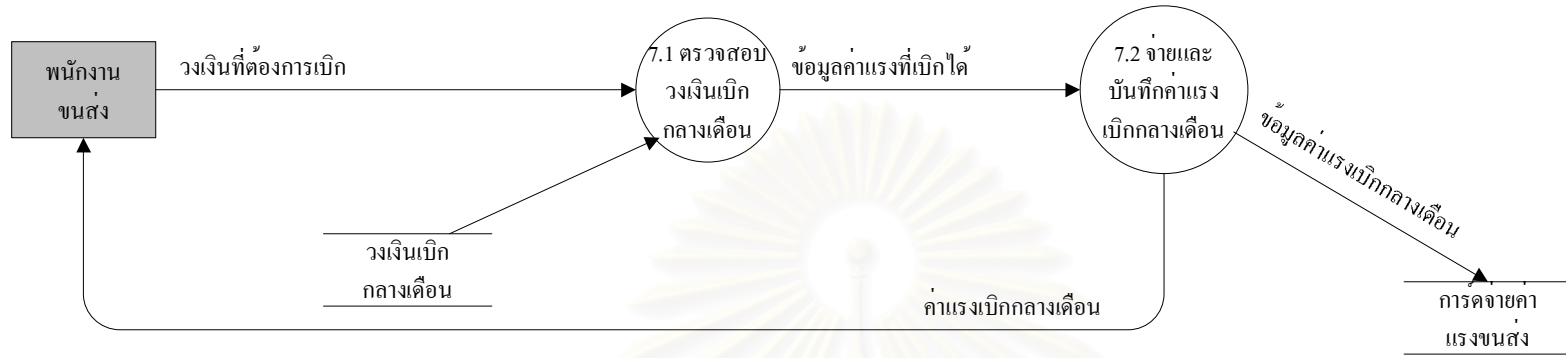 พนักงาน
ขนส่ง
วงเงินที่ต้องการเบิก
7.1 ตรวจสอบ
วงเงินเบิก
กลางเดือน
ข้อมูลค่าแรงที่เบิกได้
7.2 จ่ายและ
บันทึกค่าแรง
เบิกกลางเดือน
ข้อมูลค่าแรงเบิกกลางเดือน
วงเงินเบิก
กลางเดือน
ค่าแรงเบิกกลางเดือน
การ์ดจ่ายค่า
แรงขนส่ง